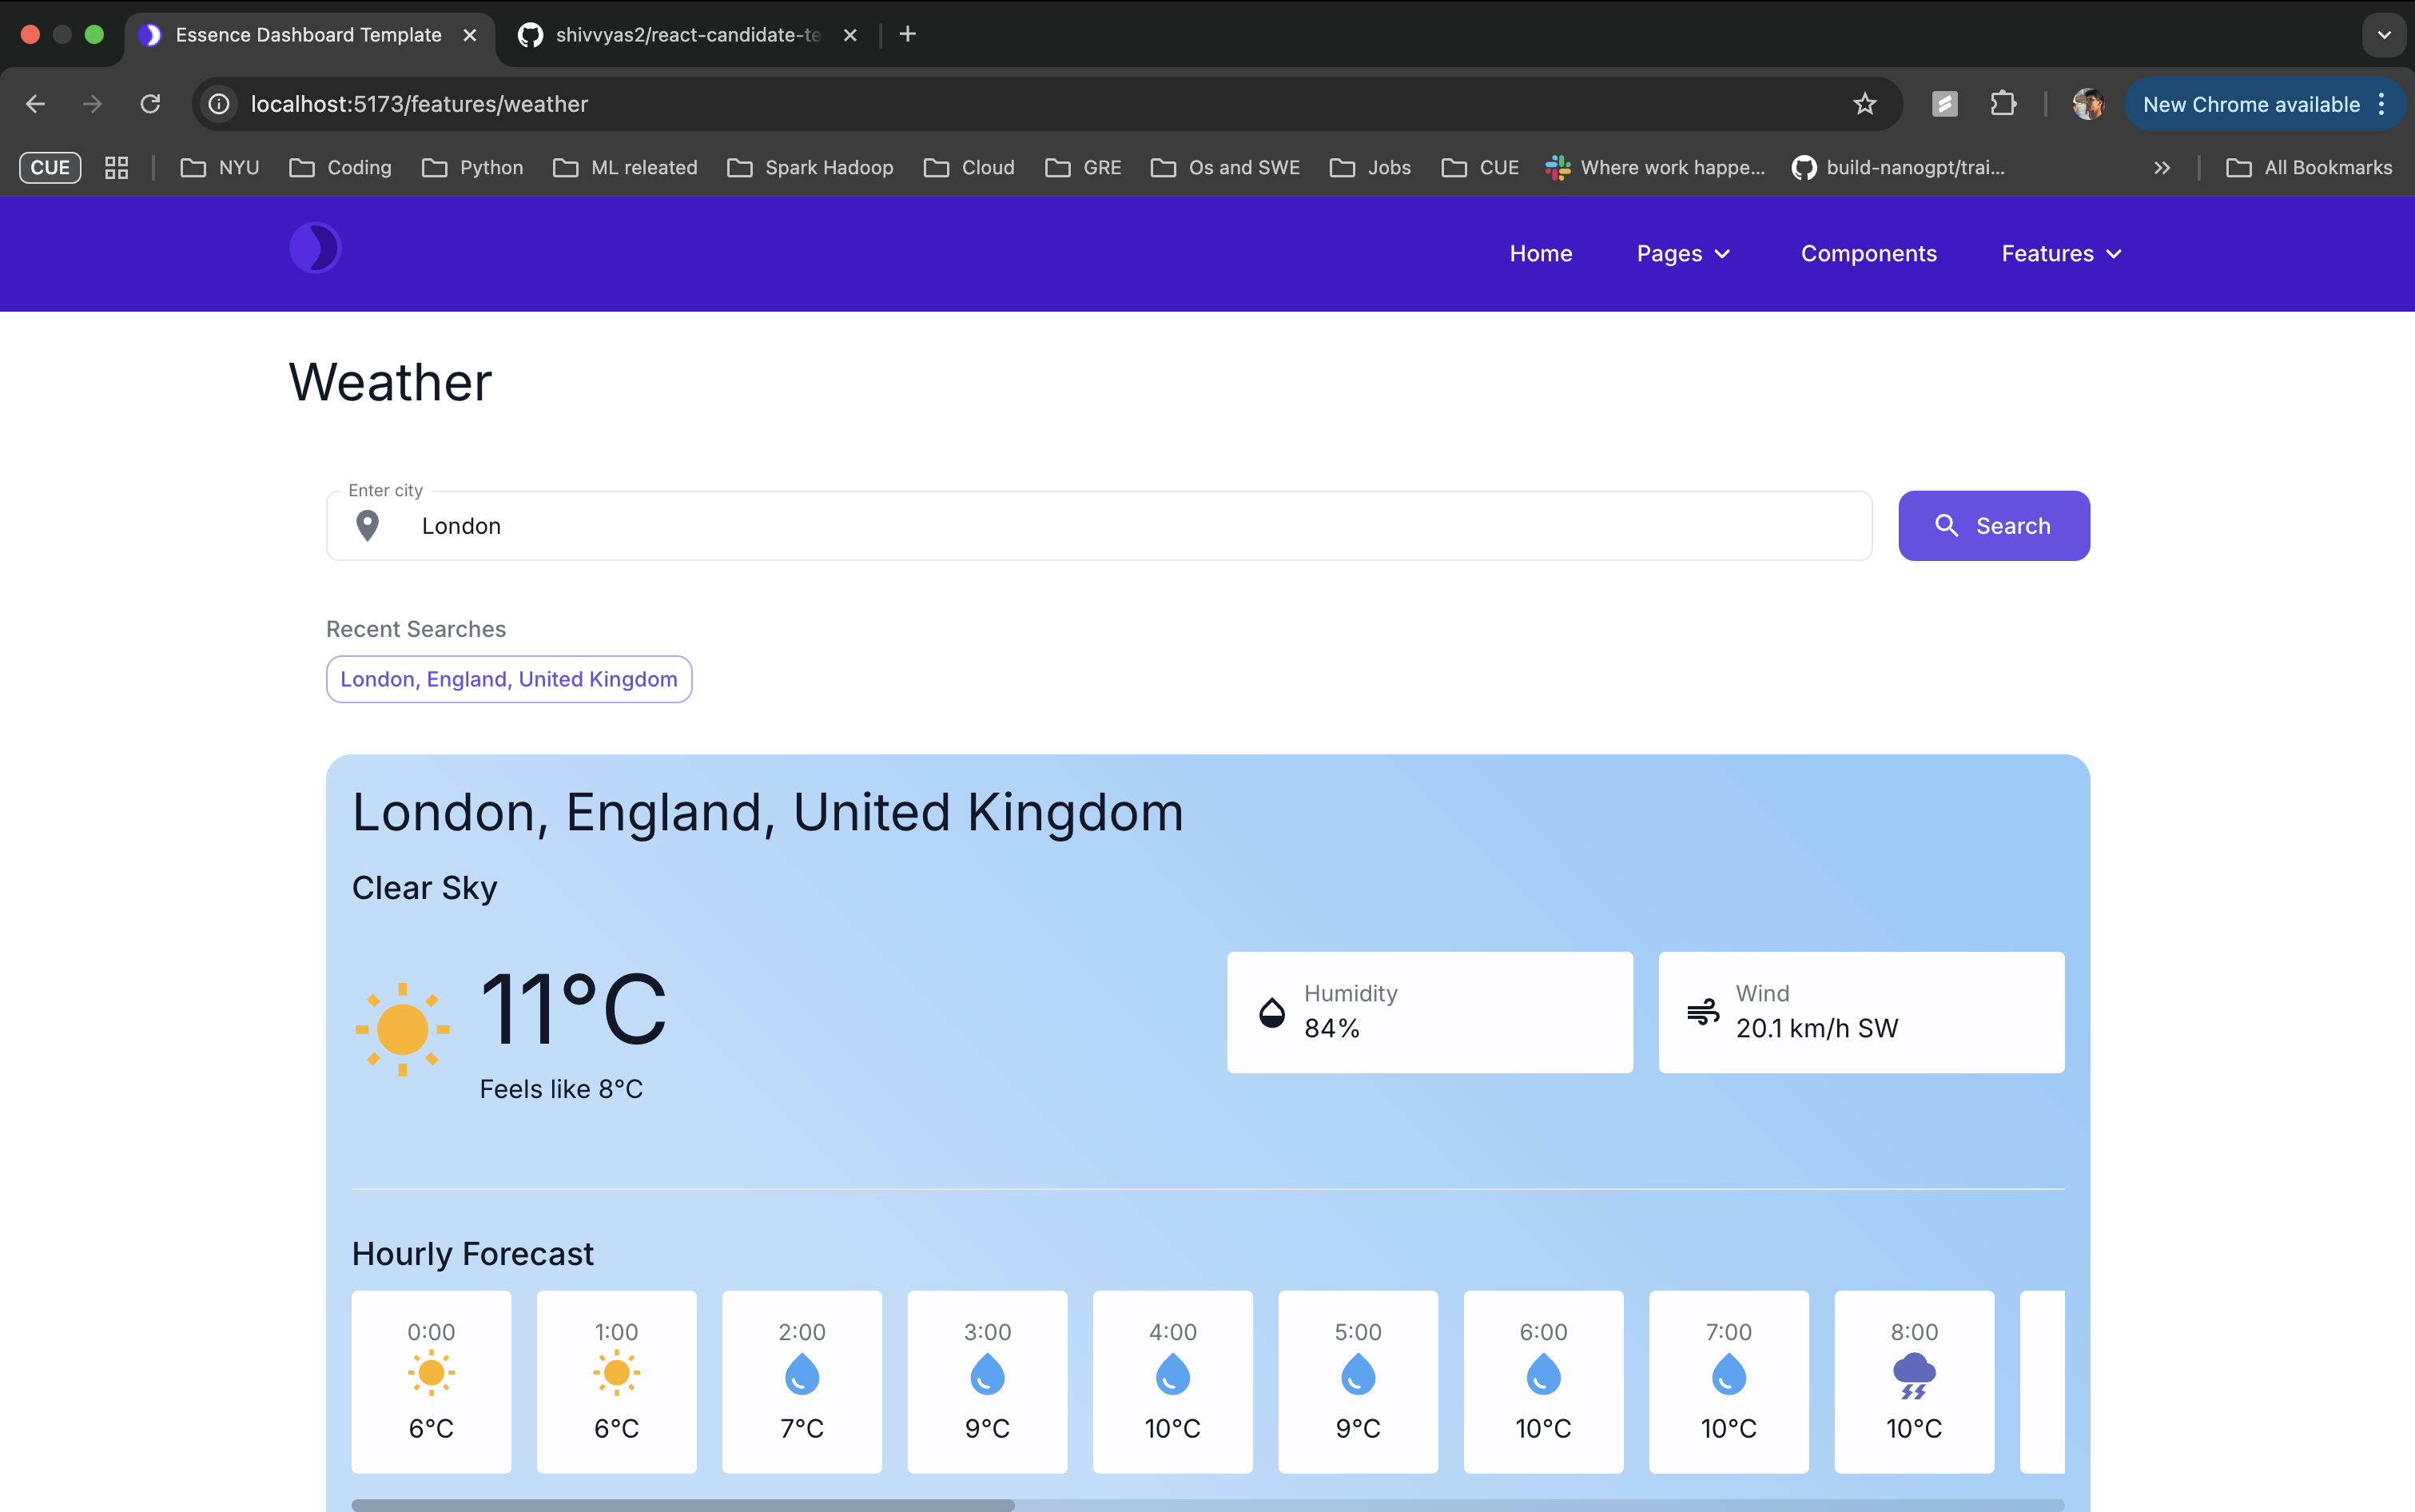 Essence Dashboard Template
shivvyas2/react-candidate-te
localhost:5173/features/weather
New Chrome available
CUE
NYU
Coding
Python
ML releated
Spark Hadoop
Cloud
GRE
Os and SWE
Jobs
CUE
Where work happe...
build-nanogpt/trai...
All Bookmarks
Home
Pages
Components
Features
Weather
Enter city
London
Search
Recent Searches
London, England, United Kingdom
London, England, United Kingdom
Clear Sky
11°C
Feels like 8°C
Humidity
84%
Wind
20.1 km/h SW
Hourly Forecast
0:00
6°C
1:00
6°C
2:00
7°C
3:00
9°C
4:00
10°C
5:00
9°C
6:00
10°C
7:00
10°C
8:00
10°C